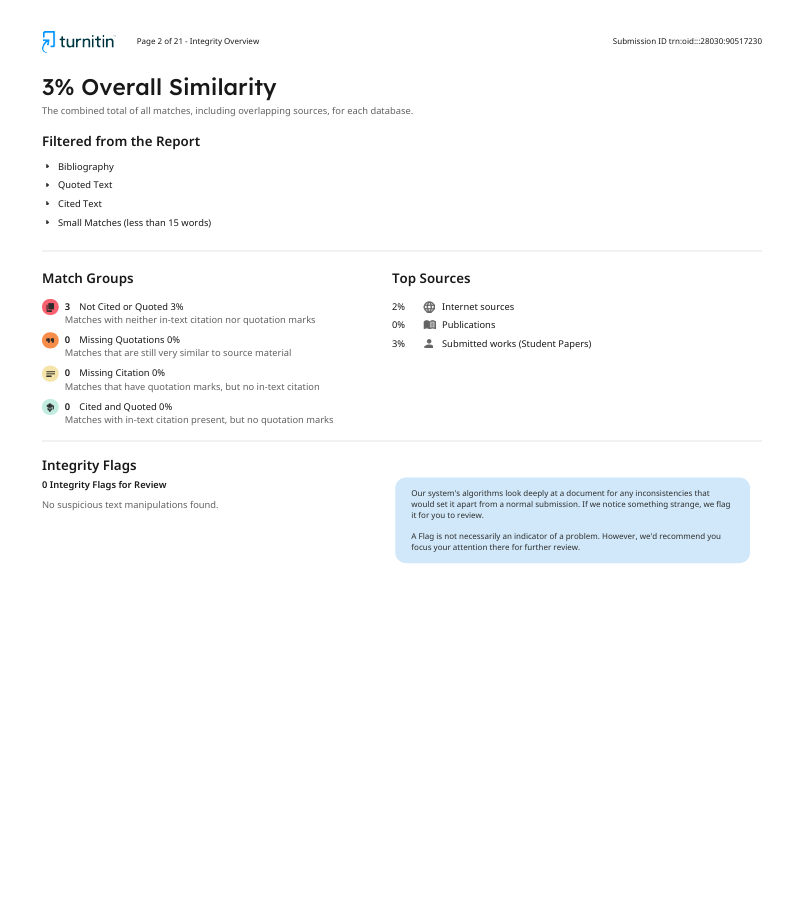 turnitin
Page 2 of 21 - Integrity Overview
Submission ID trn:oid:::28030:90517230
3% Overall Similarity
The combined total of all matches, including overlapping sources, for each database.
Filtered from the Report
Bibliography
Quoted Text
Cited Text
Small Matches (less than 15 words)
Match Groups
3 Not Cited or Quoted 3%
Matches with neither in-text citation nor quotation marks
0 Missing Quotations 0%
Matches that are still very similar to source material
0 Missing Citation 0%
Matches that have quotation marks, but no in-text citation
0 Cited and Quoted 0%
Matches with in-text citation present, but no quotation marks
Top Sources
2% Internet sources
0% Publications
3% Submitted works (Student Papers)
Integrity Flags
0 Integrity Flags for Review
No suspicious text manipulations found.
Our system's algorithms look deeply at a document for any inconsistencies that
would set it apart from a normal submission. If we notice something strange, we flag
it for you to review.
A Flag is not necessarily an indicator of a problem. However, we'd recommend you
focus your attention there for further review.